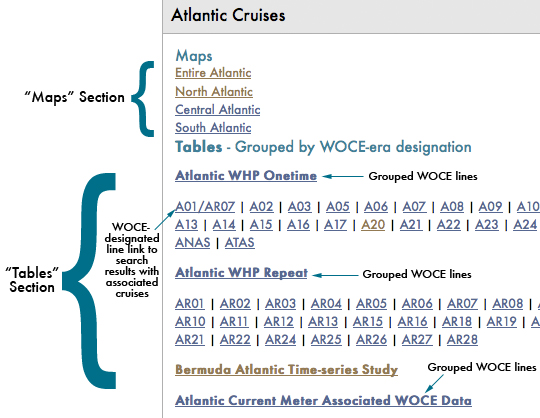 Atlantic Cruises
Maps
Entire Atlantic
North Atlantic
Central Atlantic
South Atlantic
"Maps" Section
Tables - Grouped by WOCE-era designation
Atlantic WHP Onetime
Grouped WOCE lines
A01/AR07 | A02 | A03 | A05 | A06 | A07 | A08 | A09 | A10
A13 | A14 | A15 | A16 | A17 | A20 | A21 | A22 | A23 | A24
ANAS | ATAS
WOCE-
designated
line link to
search
results with
associated
cruises
"Tables"
Section
Atlantic WHP Repeat
Grouped WOCE lines
AR01 | AR02 | AR03 | AR04 | AR05 | AR06 | AR07 | AR08 |
AR10 | AR11 | AR12 | AR13 | AR15 | AR16 | AR18 | AR19 |
AR21 | AR22 | AR24 | AR25 | AR26 | AR27 | AR28
Bermuda Atlantic Time-series Study
Grouped WOCE lines
Atlantic Current Meter Associated WOCE Data